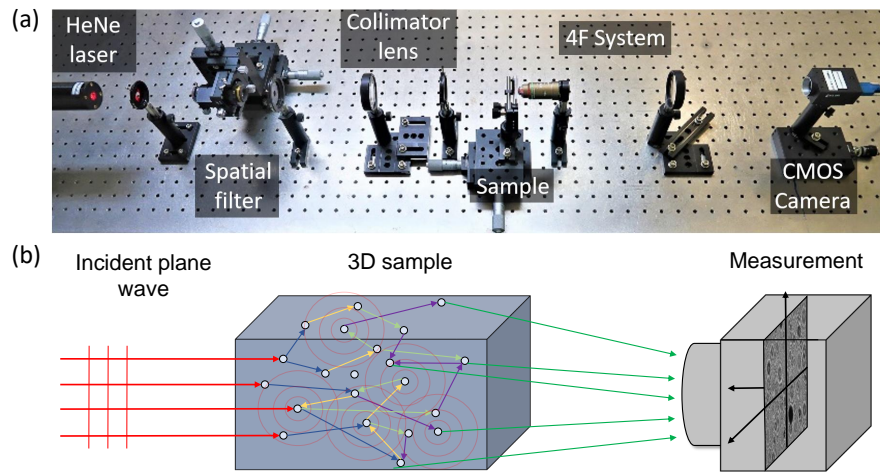 (a)
HeNe
laser
Collimator
lens
4F System
Spatial
filter
Sample
CMOS
Camera
(b)
Incident plane
wave
3D sample
Measurement